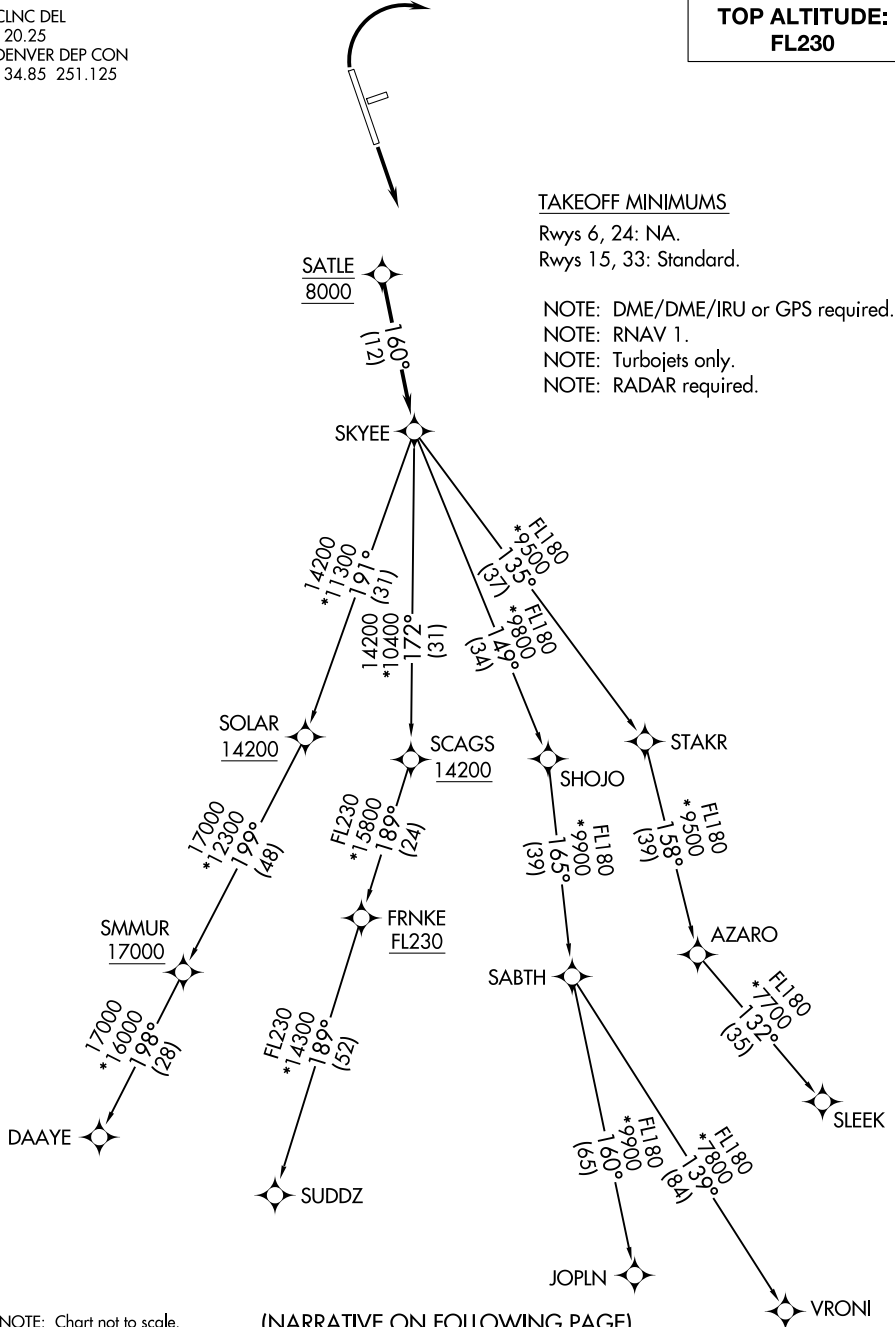 CLNC DEL
20.25
DENVER DEP CON
34.85 251.125
TOP ALTITUDE:
FL230
TAKEOFF MINIMUMS
Rwys 6, 24: NA.
Rwys 15, 33: Standard.
NOTE: DME/DME/IRU or GPS required.
NOTE: RNAV 1.
NOTE: Turbojets only.
NOTE: RADAR required.
SATLE
8000
160°
(12)
SKYEE
14200
*11300
191°
(31)
14200
*10400
172°
(31)
FL180
*9800
149°
(34)
FL180
*9500
135°
(37)
SOLAR
14200
SCAGS
14200
SHOJO
STAKR
17000
*12300
199°
(48)
FL230
*15800
189°
(24)
FL180
*9900
165°
(39)
FL180
*9500
158°
(39)
SMMUR
17000
FRNKE
FL230
SABTH
AZARO
17000
*16000
198°
(28)
FL230
*14300
189°
(52)
FL180
*9900
160°
(65)
FL180
*7800
139°
(84)
FL180
*7700
132°
(35)
DAAYE
SUDDZ
JOPLN
VRONI
SLEEK
NOTE: Chart not to scale.
(NARRATIVE ON FOLLOWING PAGE)